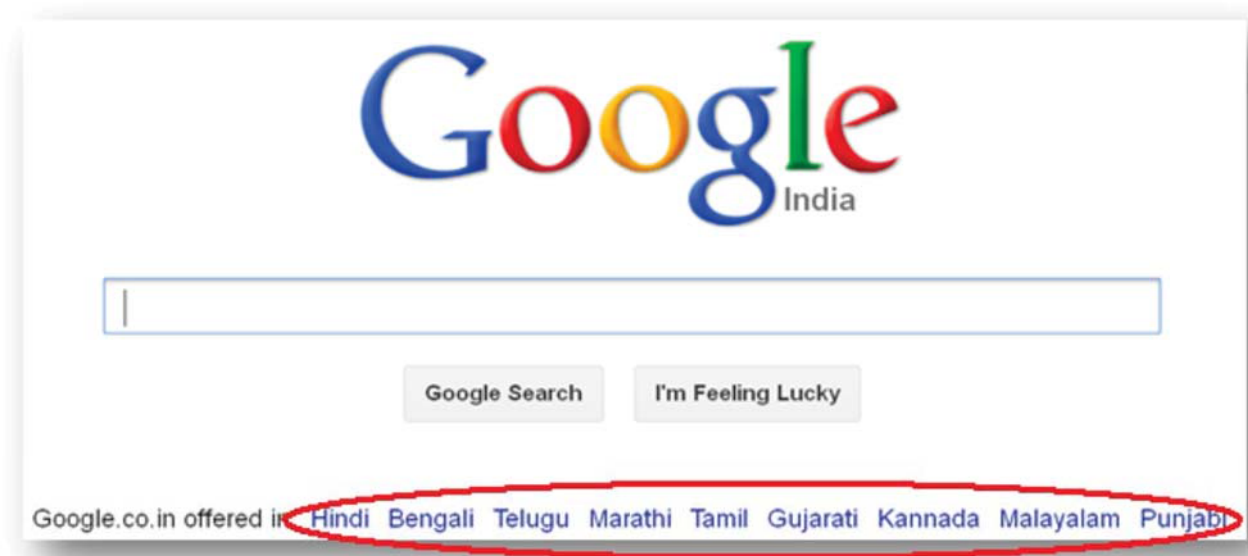 Google
India
Google Search I'm Feeling Lucky
Google.co.in offered in Hindi Bengali Telugu Marathi Tamil Gujarati Kannada Malayalam Punjabi